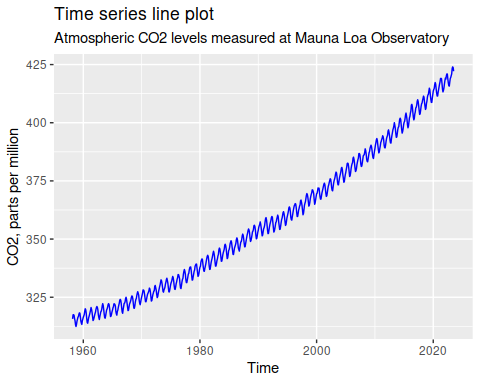 Time series line plot
Atmospheric CO2 levels measured at Mauna Loa Observatory
CO2, parts per million
425
400
375
350
325
1960
1980
2000
2020
Time